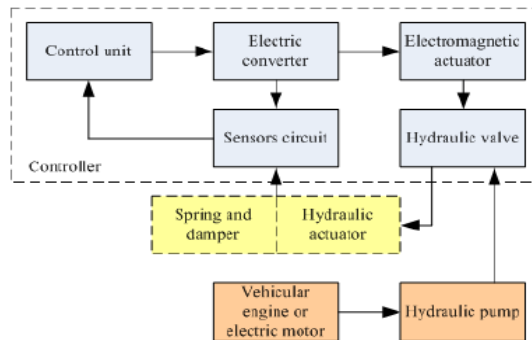 Control unit
Electric
converter
Electromagnetic
actuator
Sensors circuit
Hydraulic valve
Controller
Spring and
damper
Hydraulic
actuator
Vehicular
engine or
electric motor
Hydraulic pump